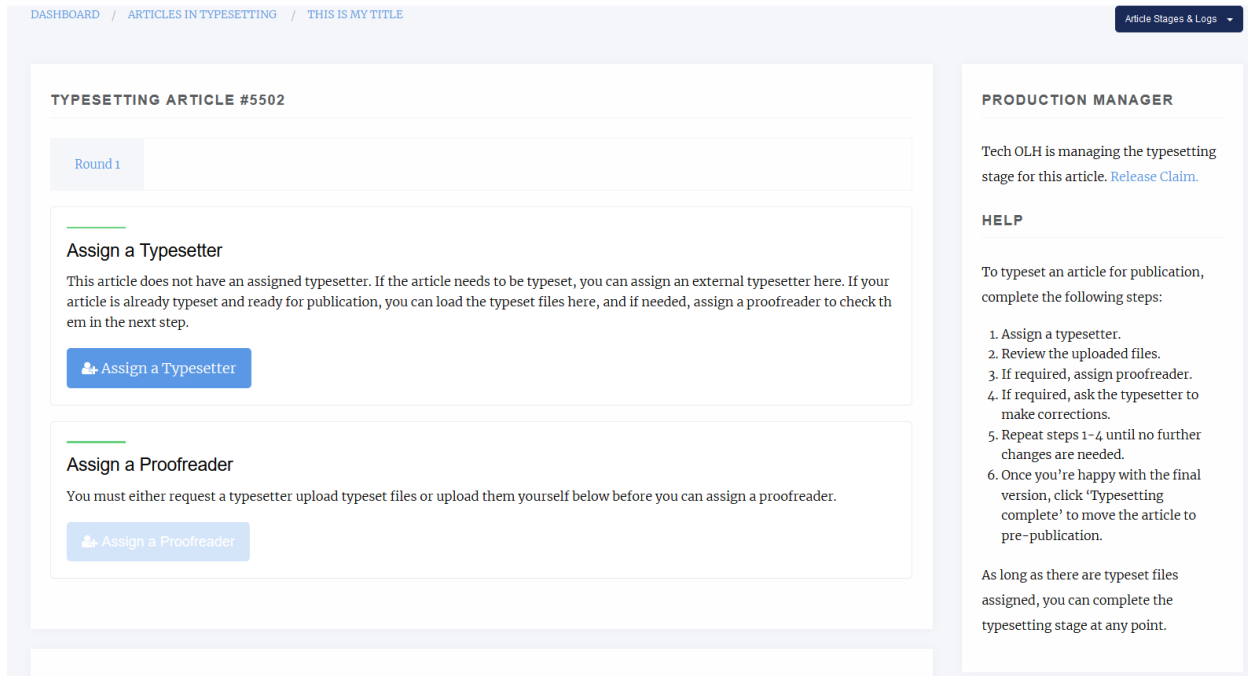 DASHBOARD / ARTICLES IN TYPESETTING / THIS IS MY TITLE
Article Stages & Logs
TYPESETTING ARTICLE #5502
Round 1
Assign a Typesetter
This article does not have an assigned typesetter. If the article needs to be typeset, you can assign an external typesetter here. If your
article is already typeset and ready for publication, you can load the typeset files here, and if needed, assign a proofreader to check th
em in the next step.
Assign a Typesetter
Assign a Proofreader
You must either request a typesetter upload typeset files or upload them yourself below before you can assign a proofreader.
Assign a Proofreader
PRODUCTION MANAGER
Tech OLH is managing the typesetting
stage for this article. Release Claim.
HELP
To typeset an article for publication,
complete the following steps:
1. Assign a typesetter.
2. Review the uploaded files.
3. If required, assign proofreader.
4. If required, ask the typesetter to
make corrections.
5. Repeat steps 1-4 until no further
changes are needed.
6. Once you're happy with the final
version, click ‘Typesetting
complete’ to move the article to
pre-publication.
As long as there are typeset files
assigned, you can complete the
typesetting stage at any point.